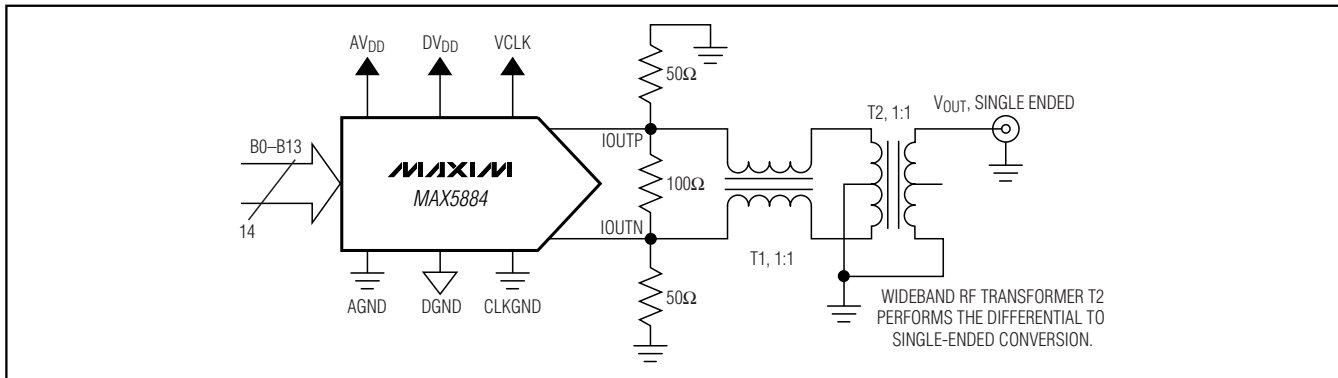 AVDD
DVDD
VCLK
50Ω
T2, 1:1
VOUT, SINGLE ENDED
IOUTP
B0–B13
MAXIM
MAX5884
100Ω
14
IOUTN
T1, 1:1
50Ω
AGND
DGND
CLKGND
WIDEBAND RF TRANSFORMER T2
PERFORMS THE DIFFERENTIAL TO
SINGLE-ENDED CONVERSION.